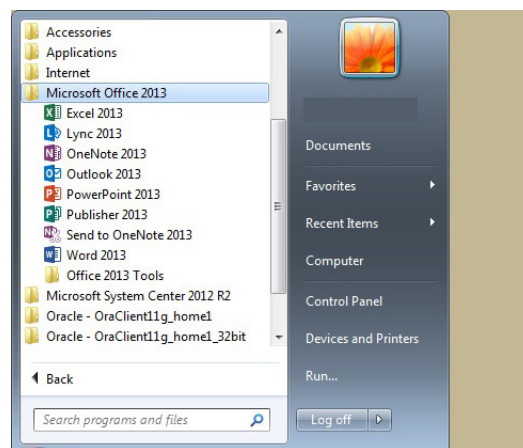 Accessories
Applications
Internet
Microsoft Office 2013
Excel 2013
Lync 2013
OneNote 2013
Outlook 2013
PowerPoint 2013
Publisher 2013
Send to OneNote 2013
Word 2013
Office 2013 Tools
Microsoft System Center 2012 R2
Oracle - OraClient11g_home1
Oracle - OraClient11g_home1_32bit
Back
Search programs and files
Documents
Favorites
Recent Items
Computer
Control Panel
Devices and Printers
Run...
Log off